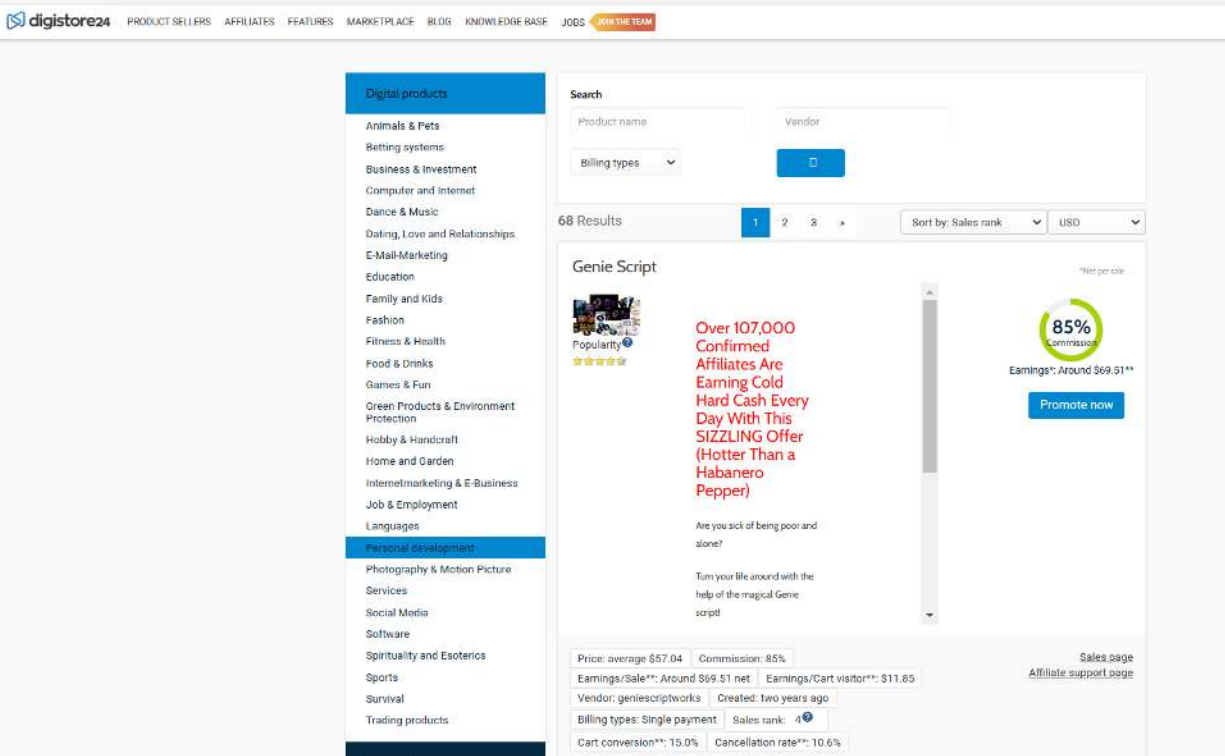 digistore24 PRODUCT SELLERS AFFILIATES FEATURES MARKETPLACE BLOG KNOWLEDGE BASE JOBS JOIN THE TEAM
Digital products
Animals & Pets
Betting systems
Business & Investment
Computer and Internet
Dance & Music
Dating, Love and Relationships
E-Mail-Marketing
Education
Family and Kids
Fashion
Fitness & Health
Food & Drinks
Games & Fun
Green Products & Environment
Protection
Hobby & Handcraft
Home and Garden
Internetmarketing & E-Business
Job & Employment
Languages
Personal development
Photography & Motion Picture
Services
Social Media
Software
Spirituality and Esoterics
Sports
Survival
Trading products
Search
Product name Vendor
Billing types
68 Results 1 2 3 » Sort by: Sales rank USD
Genie Script
*Net per sale
Popularity
Over 107,000
Confirmed
Affiliates Are
Earning Cold
Hard Cash Every
Day With This
SIZZLING Offer
(Hotter Than a
Habanero
Pepper)
Are you sick of being poor and
alone?
Turn your life around with the
help of the magical Genie
script!
85%
Commission
Earnings*: Around $69.51**
Promote now
Price: average $57.04 Commission: 85%
Earnings/Sale**: Around $69.51 net Earnings/Cart visitor**: $11.85
Vendor: geniescriptworks Created: two years ago
Billing types: Single payment Sales rank: 4
Cart conversion**: 15.0% Cancellation rate**: 10.6%
Sales page
Affiliate support page